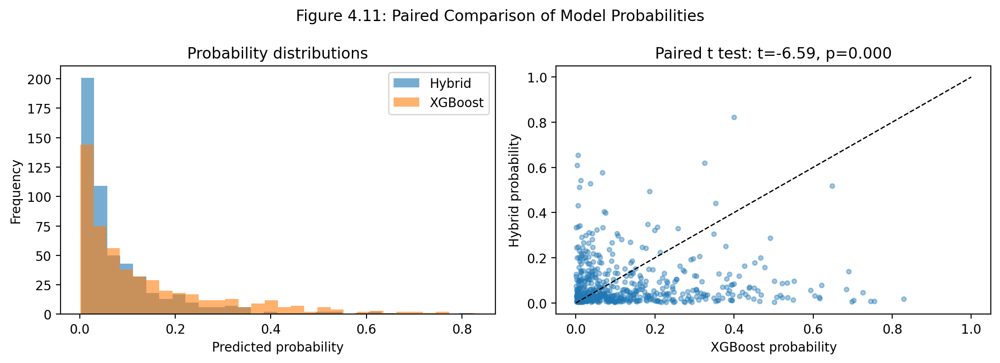 Figure 4.11: Paired Comparison of Model Probabilities
Probability distributions
Frequency
200
175
150
125
100
75
50
25
0
Hybrid
XGBoost
0.0 0.2 0.4 0.6 0.8
Predicted probability
Paired t test: t=-6.59, p=0.000
Hybrid probability
1.0
0.8
0.6
0.4
0.2
0.0
0.0 0.2 0.4 0.6 0.8 1.0
XGBoost probability